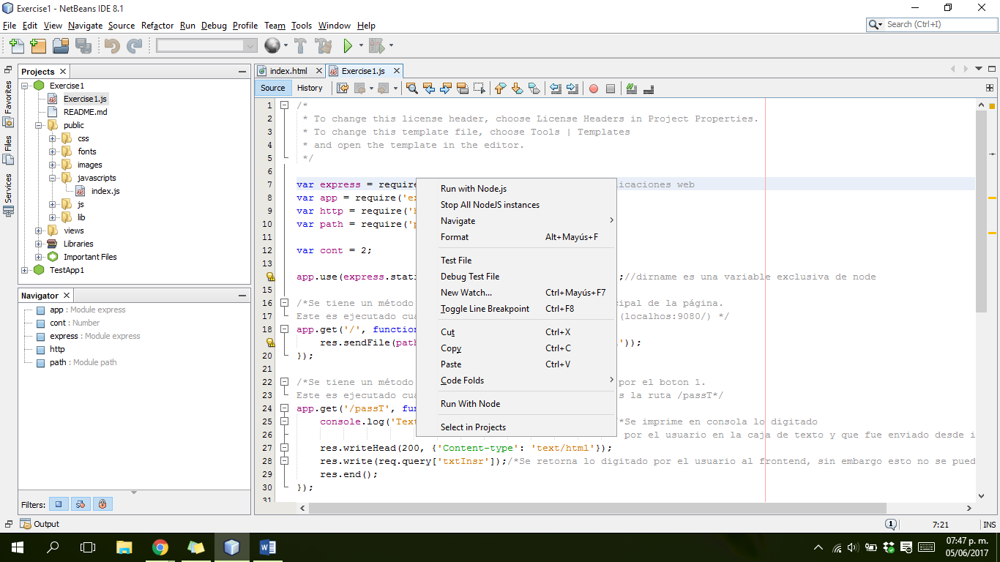 Exercise1 - NetBeans IDE 8.1
File Edit View Navigate Source Refactor Run Debug Profile Team Tools Window Help
Search (Ctrl+I)
Projects
Favorites
Files
Services
Exercise1
Exercise1.js
README.md
public
css
fonts
images
javascripts
index.js
js
lib
views
Libraries
Important Files
TestApp1
Navigator
app : Module express
cont : Number
express : Module express
http
path : Module path
Filters:
index.html
Exercise1.js
Source History
1 /*
2 * To change this license header, choose License Headers in Project Properties.
3 * To change this template file, choose Tools | Templates
4 * and open the template in the editor.
5 */
6
7 var express = require licaciones web
8 var app = require('ex
9 var http = require('h
10 var path = require('p
11
12 var cont = 2;
13
app.use(express.stati ;//dirname es una variable exclusiva de node
15
16 /*Se tiene un método cipal de la página.
17 Este es ejecutado cua (localhos:9080/) */
18 app.get('/', function
res.sendFile(path '));
20 });
21
22 /*Se tiene un método por el boton 1.
23 Este es ejecutado cua s la ruta /passT*/
24 app.get('/passT', fun
25 console.log('Text *Se imprime en consola lo digitado
26 por el usuario en la caja de texto y que fue enviado desde i
27 res.writeHead(200, {'Content-type': 'text/html'});
28 res.write(req.query['txtInsr']);/*Se retorna lo digitado por el usuario al frontend, sin embargo esto no se pued
29 res.end();
30 });
31
Run with Node.js
Stop All NodeJS instances
Navigate
Format Alt+Mayús+F
Test File
Debug Test File
New Watch... Ctrl+Mayús+F7
Toggle Line Breakpoint Ctrl+F8
Cut Ctrl+X
Copy Ctrl+C
Paste Ctrl+V
Code Folds
Run With Node
Select in Projects
Output
1
7:21
INS
07:47 p. m.
05/06/2017